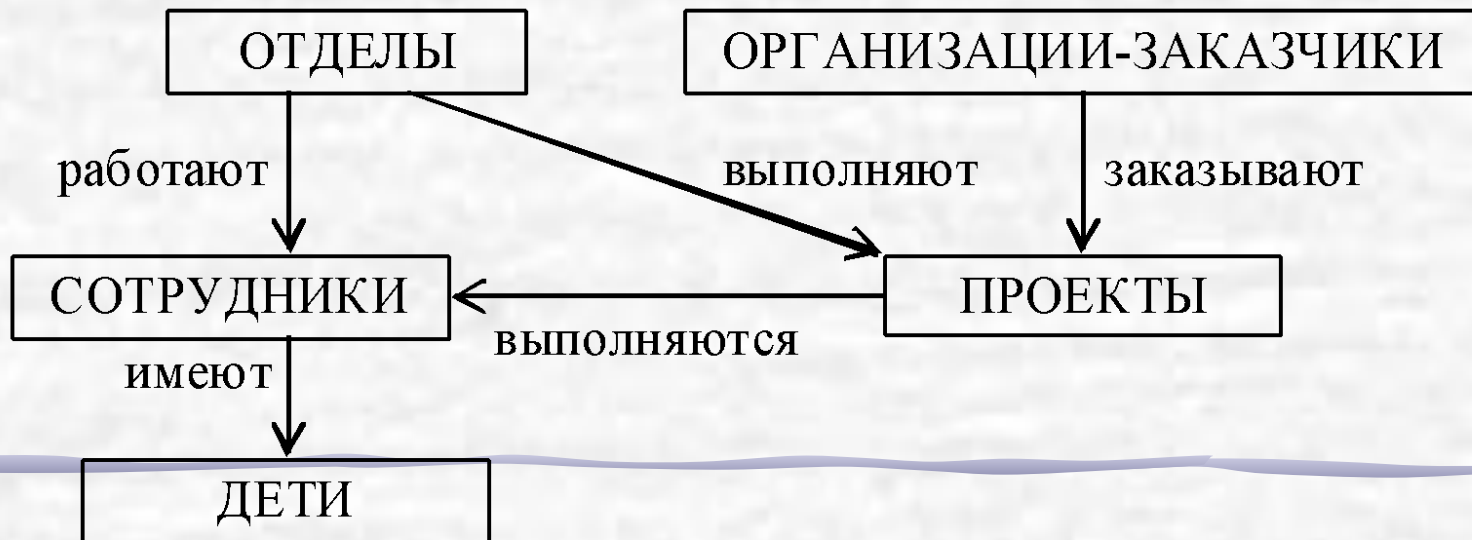 ОТДЕЛЫ
ОРГАНИЗАЦИИ-ЗАКАЗЧИКИ
работают
выполняют
заказывают
СОТРУДНИКИ
ПРОЕКТЫ
выполняются
имеют
ДЕТИ